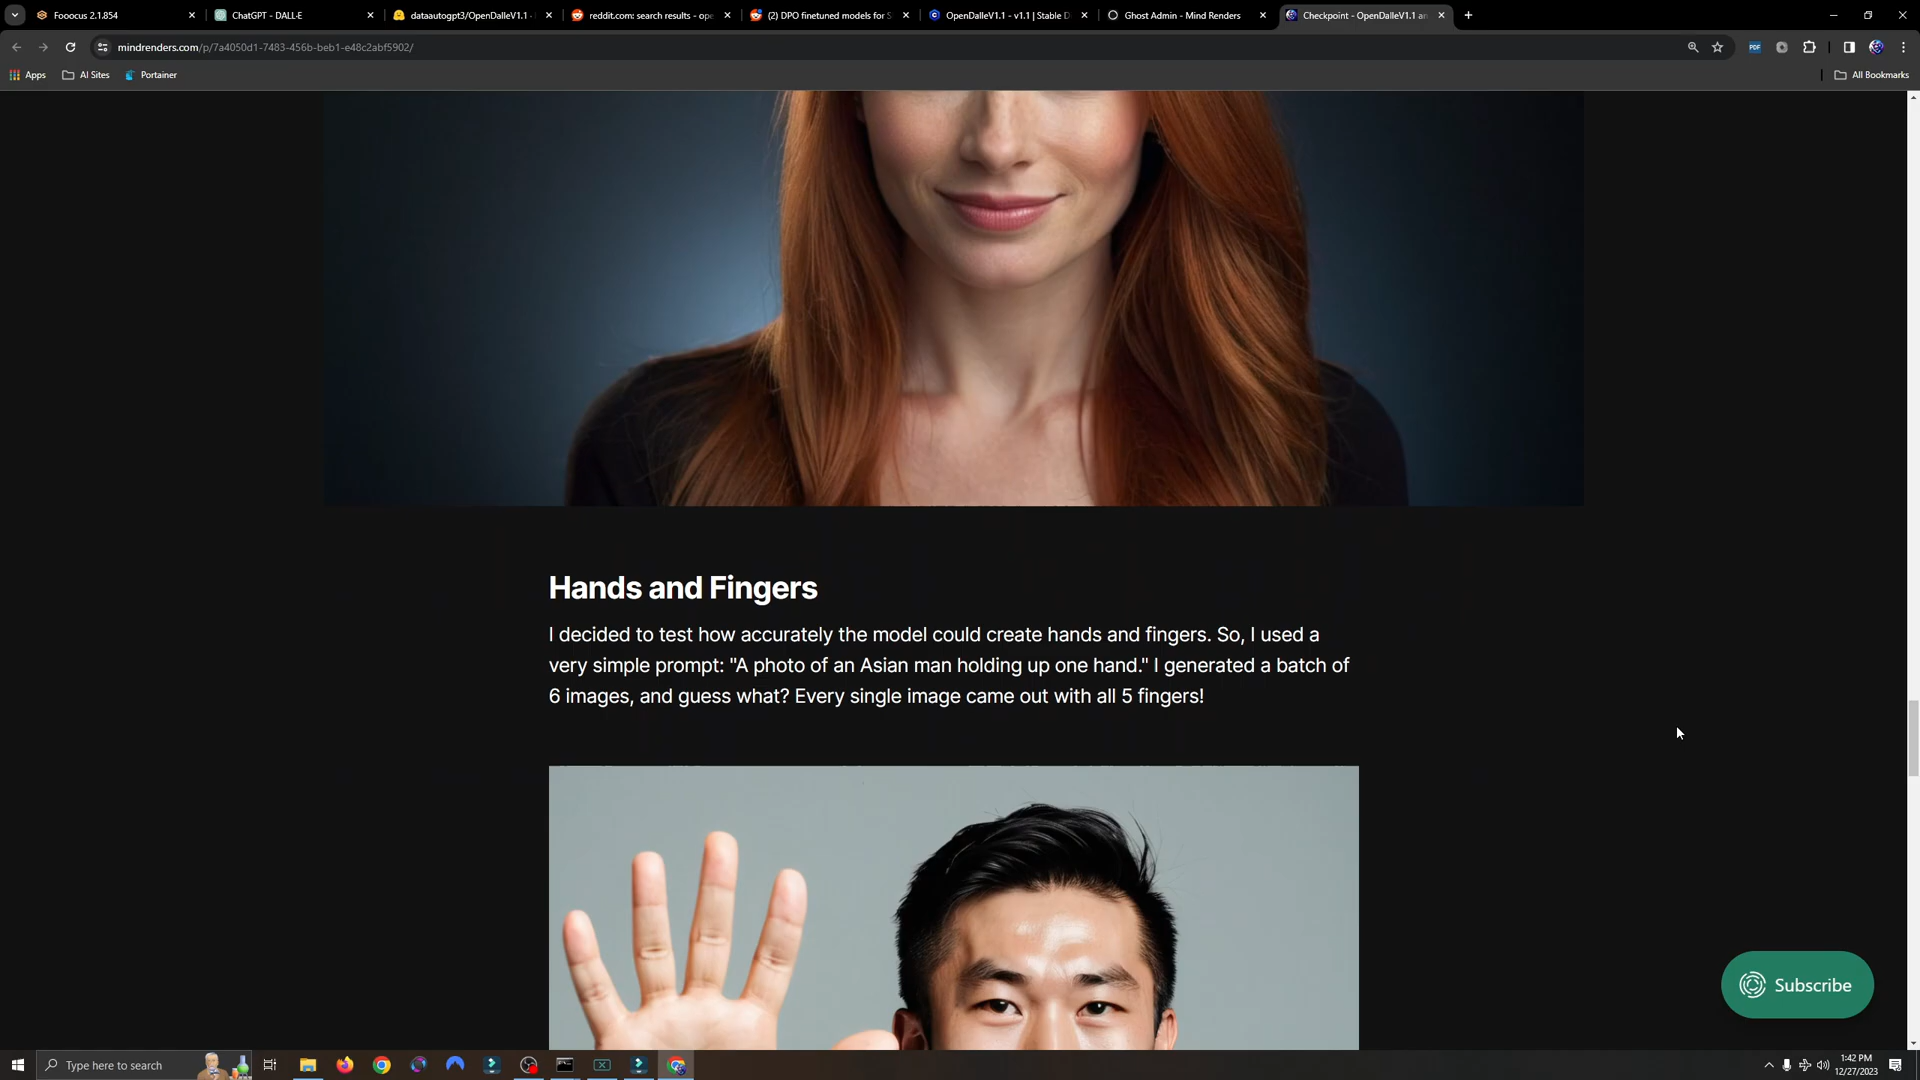 Fooocus 2.1.854
ChatGPT - DALL-E
dataautogpt3/OpenDalleV1.1 -
reddit.com: search results - ope
(2) DPO finetuned models for S
OpenDalleV1.1 - v1.1 | Stable D
Ghost Admin - Mind Renders
Checkpoint - OpenDalleV1.1 an
mindrenders.com/p/7a4050d1-7483-456b-beb1-e48c2abf5902/
PDF
Apps
AI Sites
Portainer
All Bookmarks
Hands and Fingers
I decided to test how accurately the model could create hands and fingers. So, I used a
very simple prompt: "A photo of an Asian man holding up one hand." I generated a batch of
6 images, and guess what? Every single image came out with all 5 fingers!
Subscribe
Type here to search
1:42 PM
12/27/2023